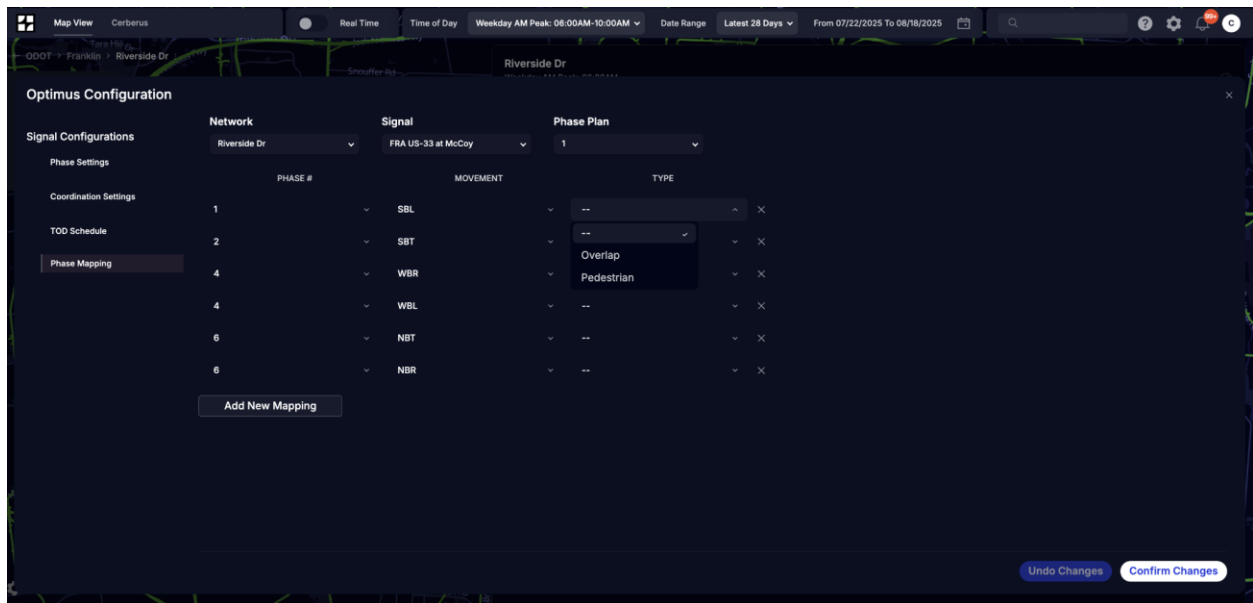 Map View Cerberus Real Time Time of Day Weekday AM Peak: 06:00AM-10:00AM Date Range Latest 28 Days From 07/22/2025 To 08/18/2025 99+ C
ODOT > Franklin > Riverside Dr
Snouffer Rd
Riverside Dr
Optimus Configuration
Network Signal Phase Plan
Signal Configurations
Riverside Dr FRA US-33 at McCoy 1
Phase Settings
PHASE # MOVEMENT TYPE
Coordination Settings
1 SBL --
TOD Schedule
2 SBT --
Overlap
Phase Mapping
4 WBR Pedestrian
4 WBL --
6 NBT --
6 NBR --
Add New Mapping
Undo Changes Confirm Changes